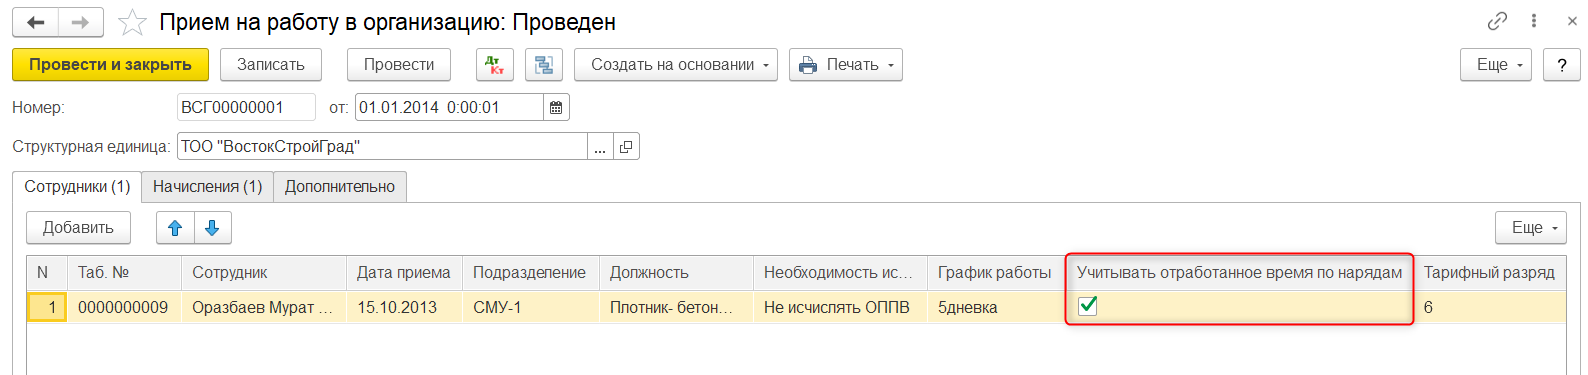 Прием на работу в организацию: Проведен
Провести и закрыть Записать Провести Дт Кт Создать на основании Печать Еще ?
Номер: ВСГ00000001 от: 01.01.2014 0:00:01
Структурная единица: ТОО "ВостокСтройГрад" ...
Сотрудники (1) Начисления (1) Дополнительно
Добавить Еще
N Таб. № Сотрудник Дата приема Подразделение Должность Необходимость ис... График работы Учитывать отработанное время по нарядам Тарифный разряд
1 0000000009 Оразбаев Мурат ... 15.10.2013 СМУ-1 Плотник- бетон... Не исчислять ОППВ 5дневка 6